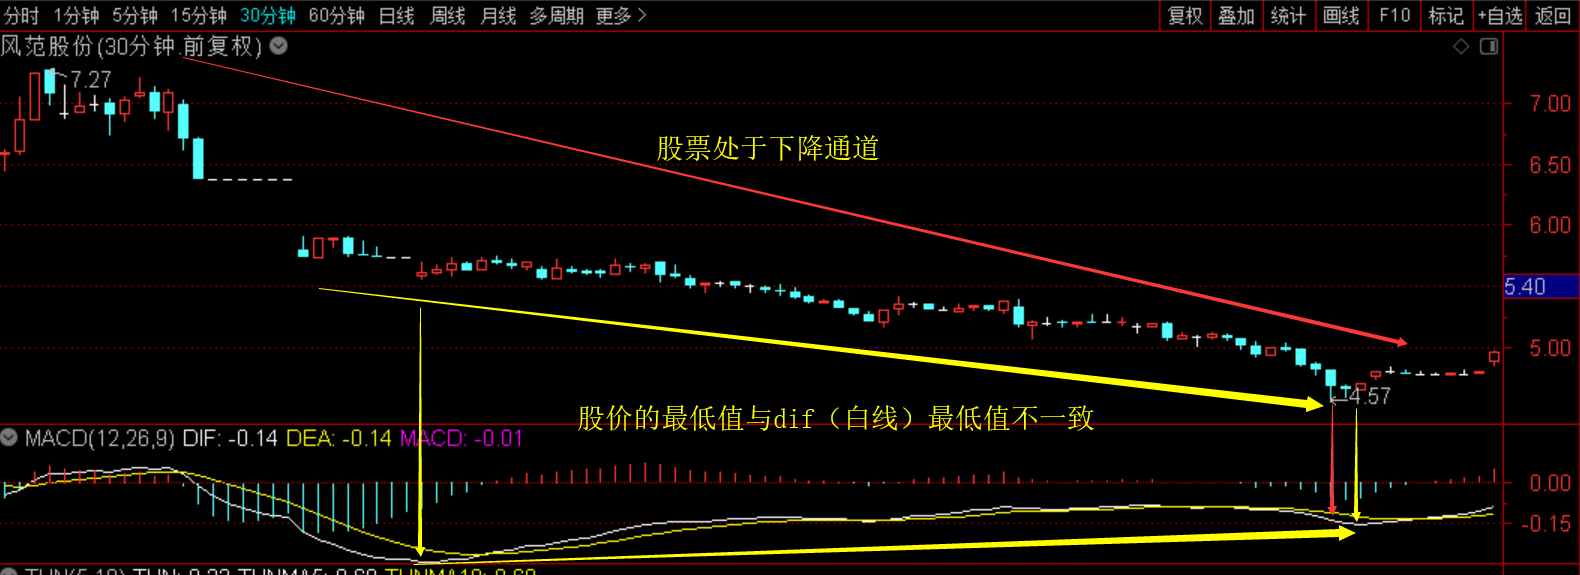 分时 1分钟 5分钟 15分钟 30分钟 60分钟 日线 周线 月线 多周期 更多 复权 叠加 统计 画线 F10 标记 +自选 返回
风范股份(30分钟.前复权)
7.27
7.00
股票处于下降通道
6.50
6.00
5.40
5.00
4.57
股价的最低值与dif（白线）最低值不一致
MACD(12,26,9) DIF: -0.14 DEA: -0.14 MACD: -0.01
0.00
-0.15